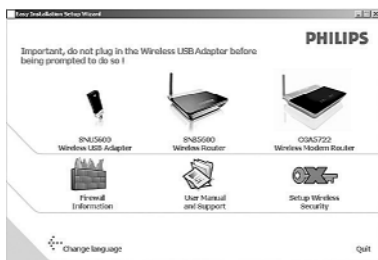 Easy Installation Setup Wizard
PHILIPS
Important, do not plug in the Wireless USB Adapter before
being prompted to do so !
SNU5600
Wireless USB Adapter
SNB5600
Wireless Router
CGA5722
Wireless Modem Router
Firewall
Information
User Manual
and Support
Setup Wireless
Security
Change language
Quit